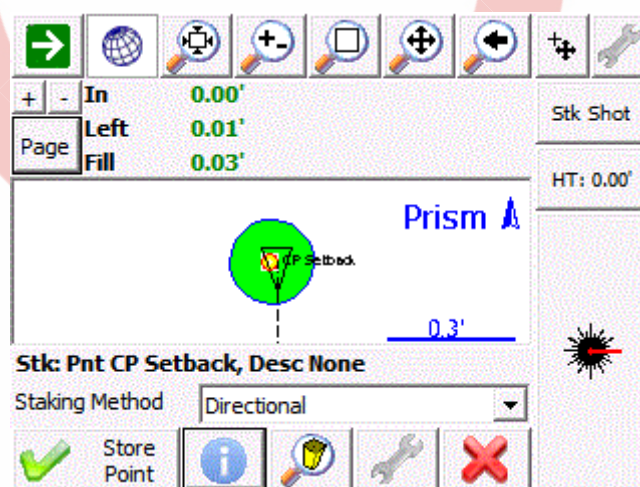 + - In 0.00'
Left 0.01'
Page
Fill 0.03'
Stk Shot
HT: 0.00'
Prism
CP Setback
0.3'
Stk: Pnt CP Setback, Desc None
Staking Method Directional
Store
Point